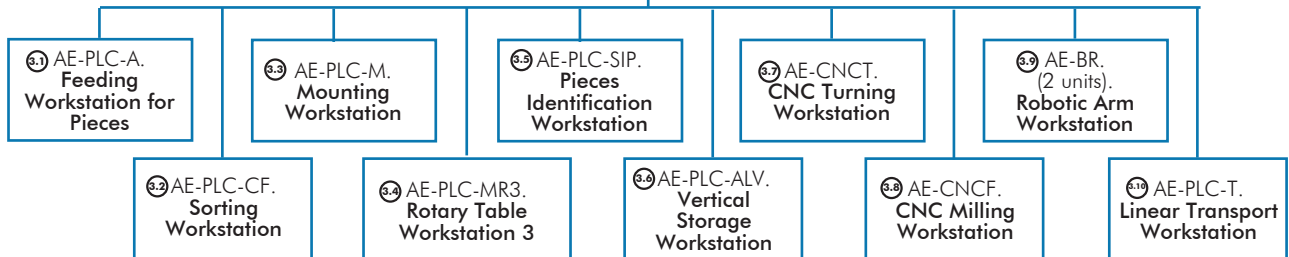 3.1 AE-PLC-A.
Feeding
Workstation for
Pieces
3.3 AE-PLC-M.
Mounting
Workstation
3.5 AE-PLC-SIP.
Pieces
Identification
Workstation
3.7 AE-CNCT.
CNC Turning
Workstation
3.9 AE-BR.
(2 units).
Robotic Arm
Workstation
3.2 AE-PLC-CF.
Sorting
Workstation
3.4 AE-PLC-MR3.
Rotary Table
Workstation 3
3.6 AE-PLC-ALV.
Vertical
Storage
Workstation
3.8 AE-CNCF.
CNC Milling
Workstation
3.10 AE-PLC-T.
Linear Transport
Workstation